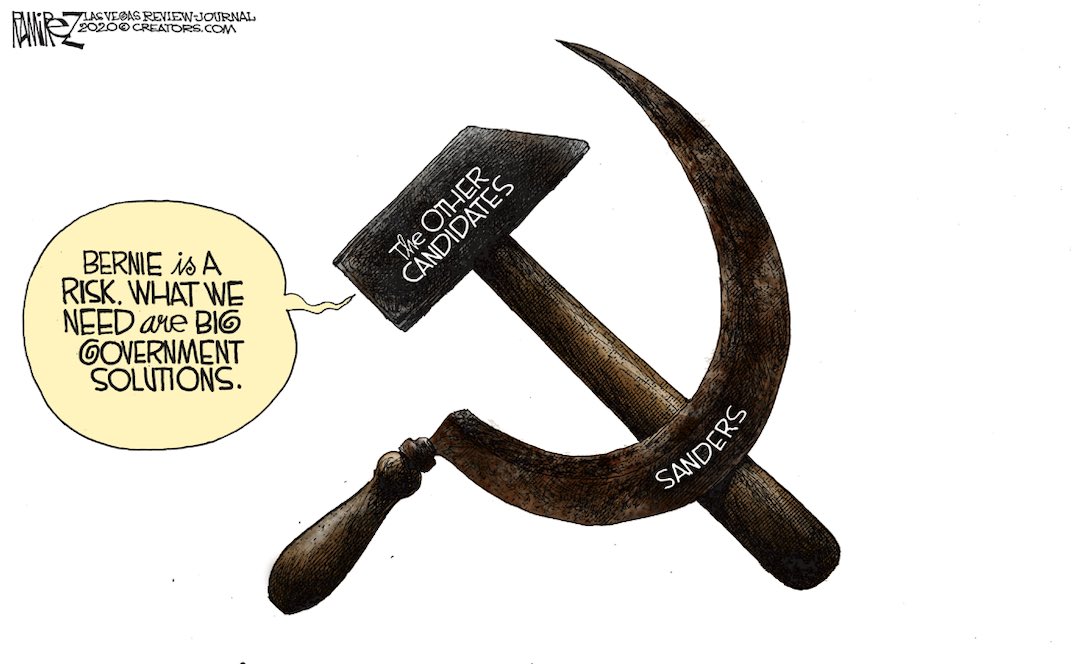 RAMIREZ
LAS VEGAS REVIEW-JOURNAL
2020 © CREATORS.COM
BERNIE is A
RISK. WHAT WE
NEED are BIG
GOVERNMENT
SOLUTIONS.
The OTHER
CANDIDATES
SANDERS